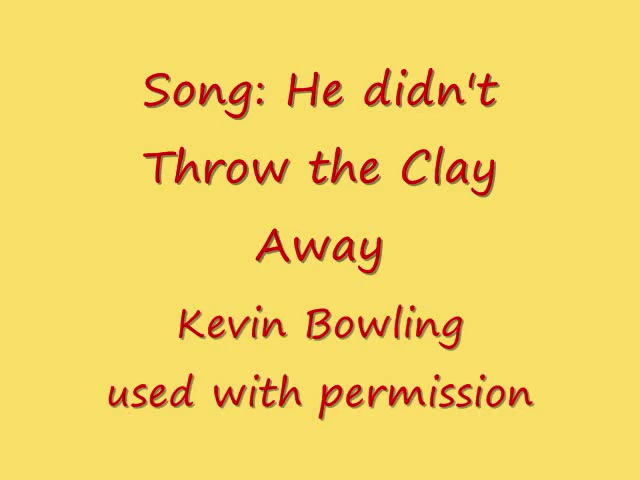 Song: He didn't
Throw the Clay
Away
Kevin Bowling
used with permission